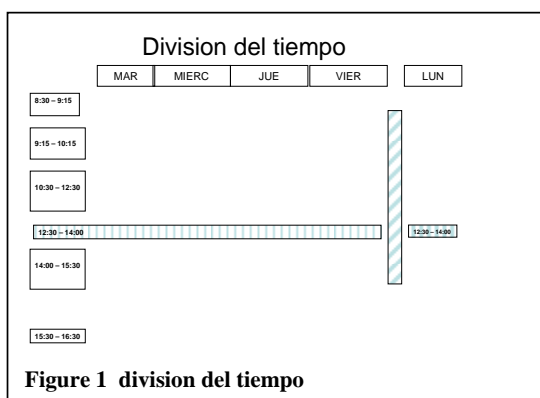 Division del tiempo
MAR MIERC JUE VIER LUN
8:30 – 9:15
9:15 – 10:15
10:30 – 12:30
12:30 – 14:00 12:30 – 14:00
14:00 – 15:30
15:30 – 16:30
Figure 1 division del tiempo